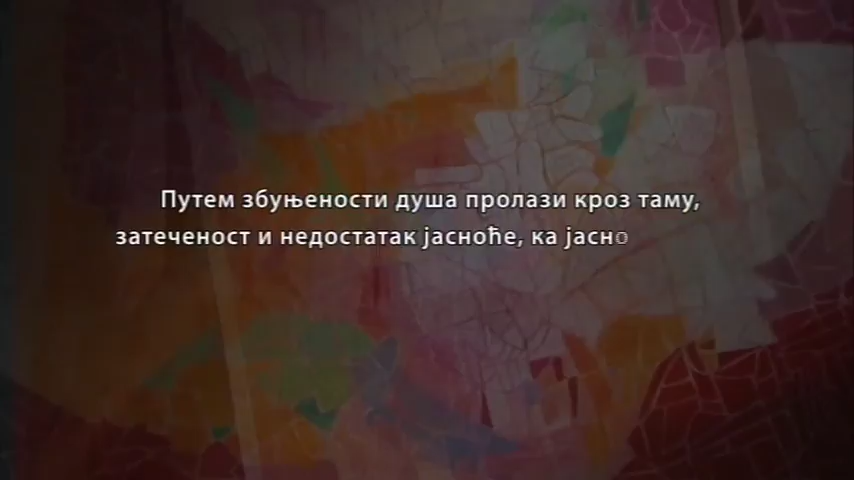 Путем збуњености душа пролази кроз таму,
затеченост и недостатак јасноће, ка јасно